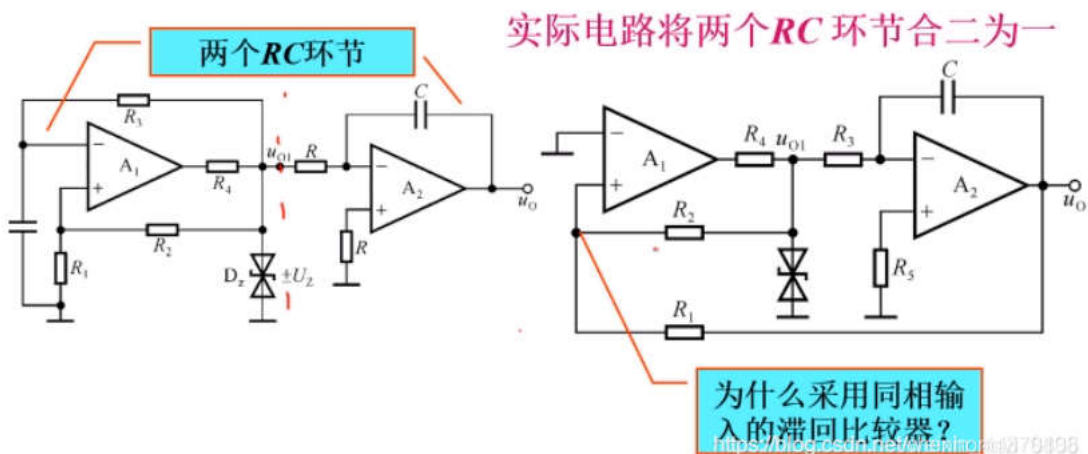 实际电路将两个RC 环节合二为一
两个RC环节
R3
−
A1
+
R4
uO1
R
C
−
A2
+
uO
R2
R1
R
Dz
±UZ
C
−
A1
+
R4
uO1
R3
−
A2
+
uO
R2
R5
R1
为什么采用同相输
入的滞回比较器?